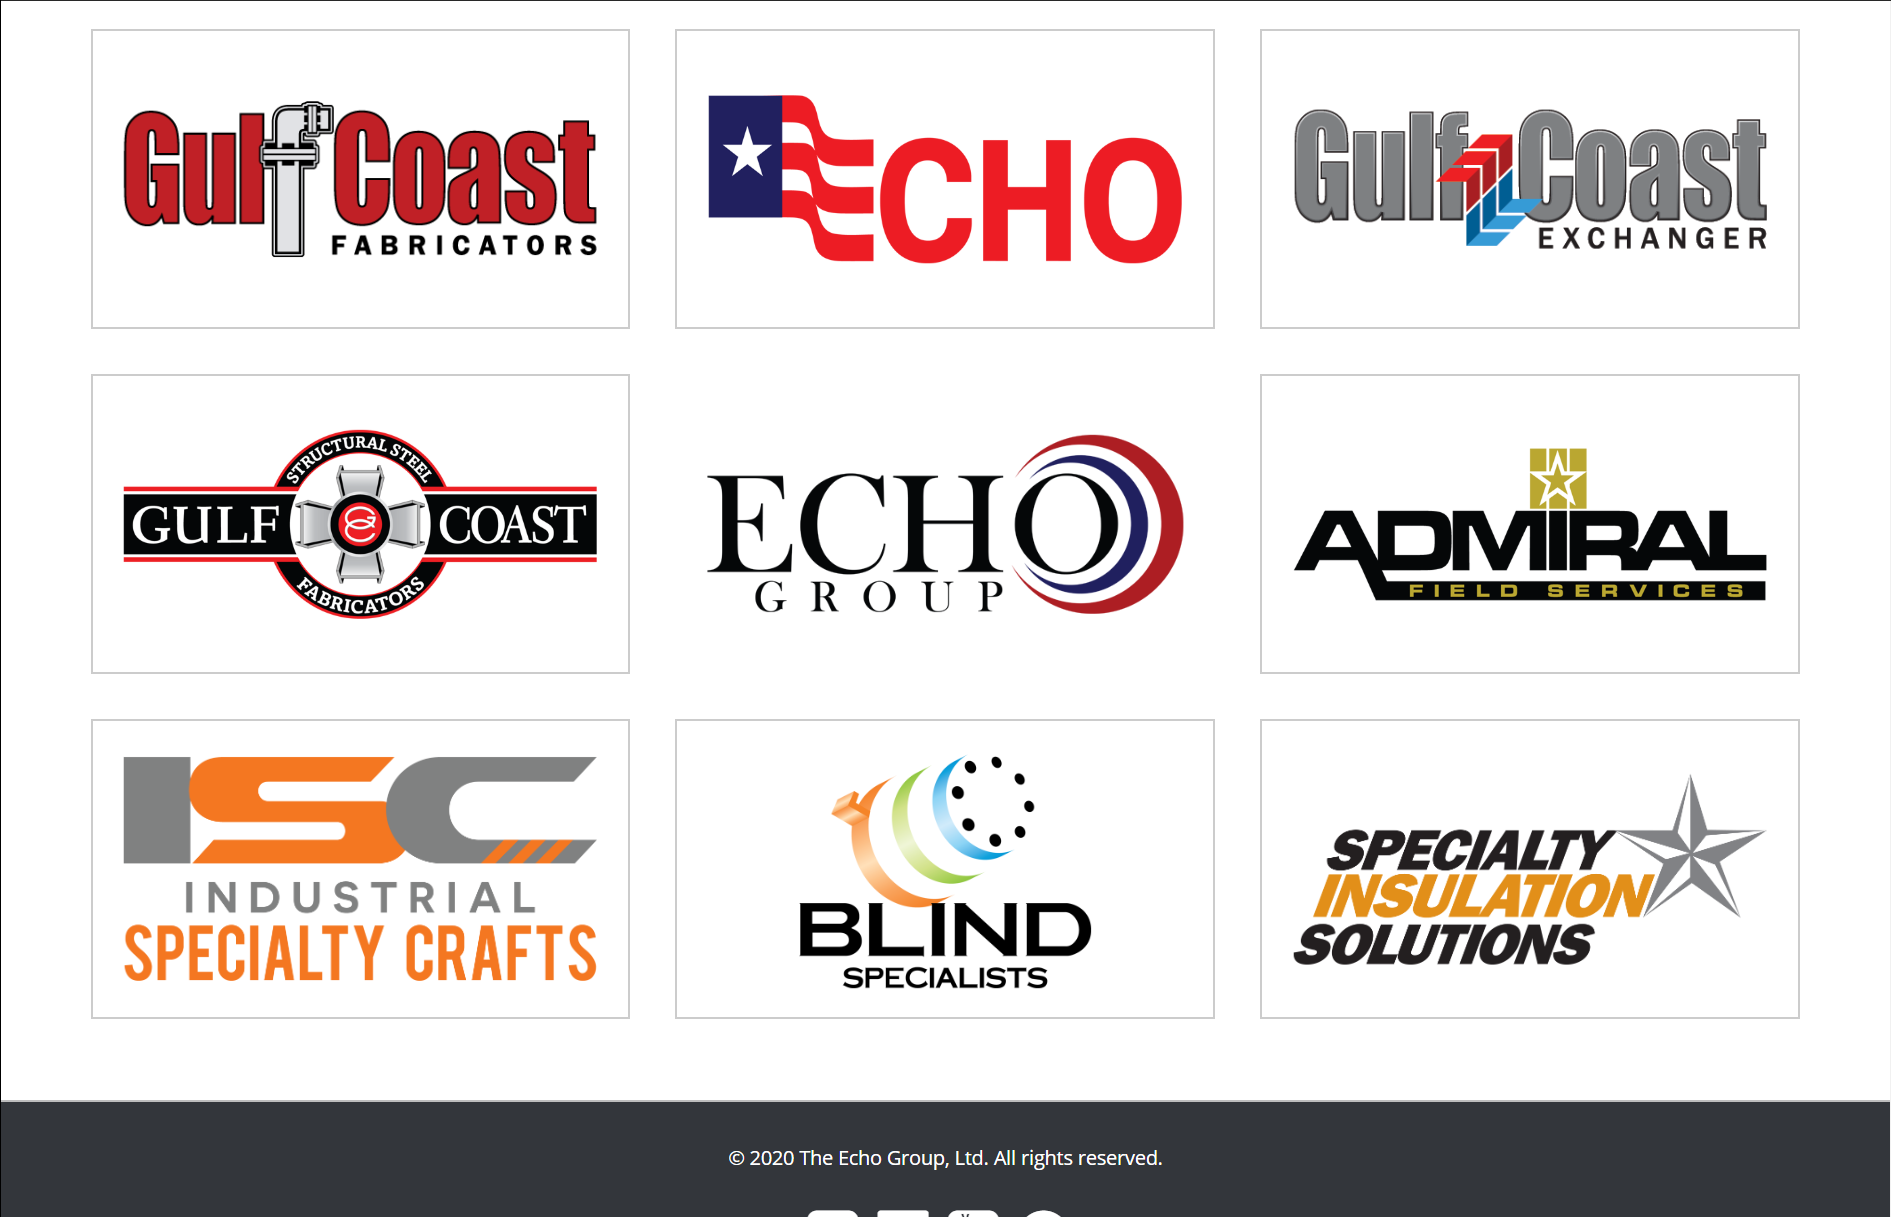 Gulf Coast
FABRICATORS
ECHO
Gulf Coast
EXCHANGER
STRUCTURAL STEEL
GULF COAST
GC
FABRICATORS
ECHO
GROUP
ADMIRAL
FIELD SERVICES
ISC
INDUSTRIAL
SPECIALTY CRAFTS
BLIND
SPECIALISTS
SPECIALTY
INSULATION
SOLUTIONS
© 2020 The Echo Group, Ltd. All rights reserved.